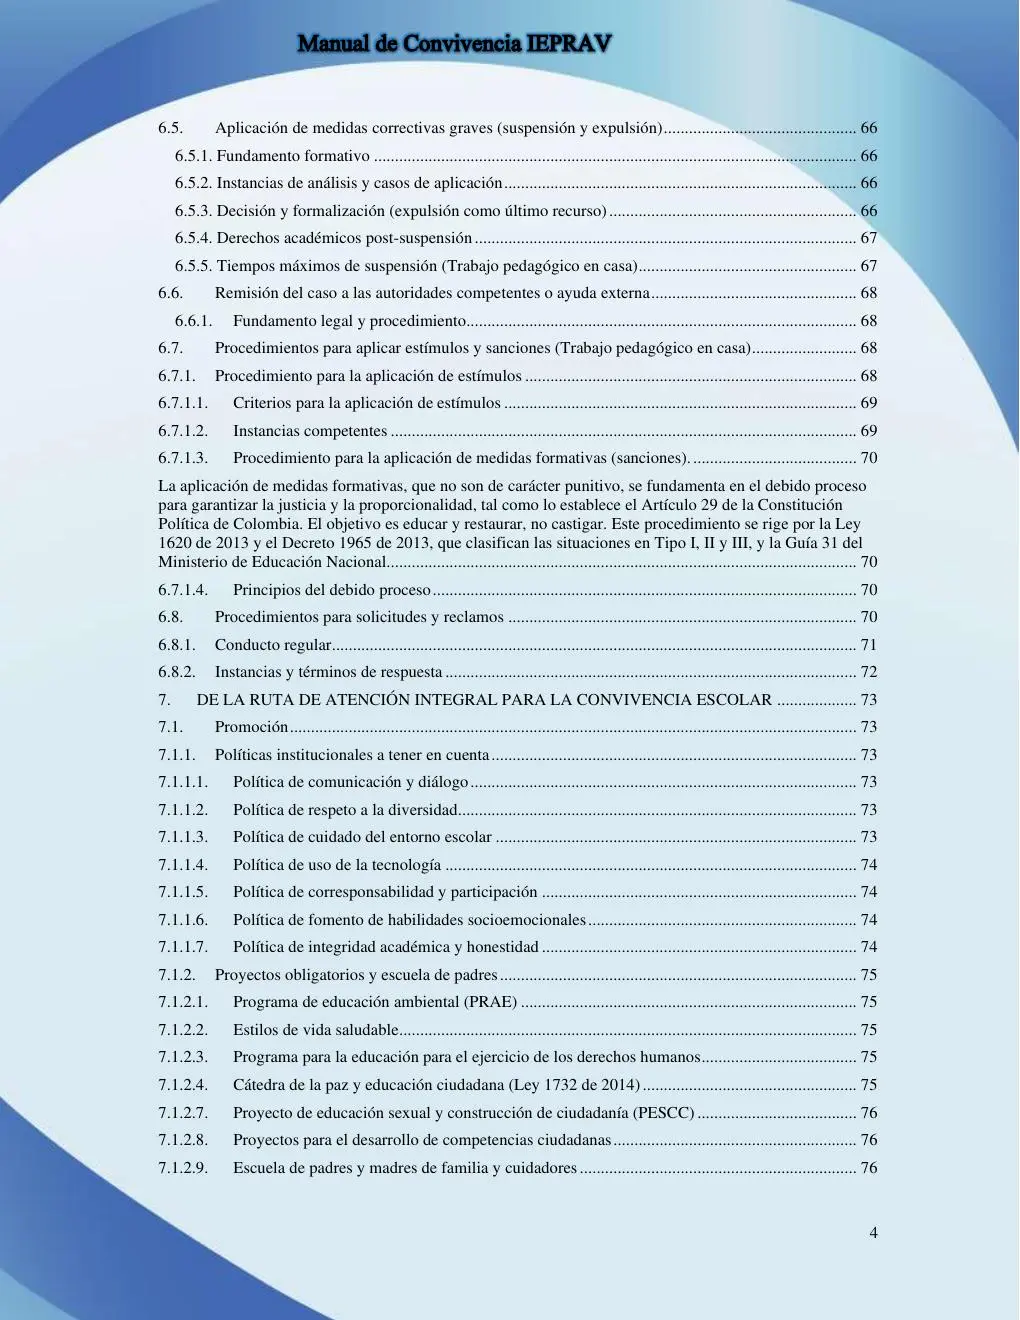 Manual de Convivencia IEPRAV
6.5. Aplicación de medidas correctivas graves (suspensión y expulsión) 66
6.5.1. Fundamento formativo 66
6.5.2. Instancias de análisis y casos de aplicación 66
6.5.3. Decisión y formalización (expulsión como último recurso) 66
6.5.4. Derechos académicos post-suspensión 67
6.5.5. Tiempos máximos de suspensión (Trabajo pedagógico en casa) 67
6.6. Remisión del caso a las autoridades competentes o ayuda externa 68
6.6.1. Fundamento legal y procedimiento 68
6.7. Procedimientos para aplicar estímulos y sanciones (Trabajo pedagógico en casa) 68
6.7.1. Procedimiento para la aplicación de estímulos 68
6.7.1.1. Criterios para la aplicación de estímulos 69
6.7.1.2. Instancias competentes 69
6.7.1.3. Procedimiento para la aplicación de medidas formativas (sanciones). 70
La aplicación de medidas formativas, que no son de carácter punitivo, se fundamenta en el debido proceso
para garantizar la justicia y la proporcionalidad, tal como lo establece el Artículo 29 de la Constitución
Política de Colombia. El objetivo es educar y restaurar, no castigar. Este procedimiento se rige por la Ley
1620 de 2013 y el Decreto 1965 de 2013, que clasifican las situaciones en Tipo I, II y III, y la Guía 31 del
Ministerio de Educación Nacional. 70
6.7.1.4. Principios del debido proceso 70
6.8. Procedimientos para solicitudes y reclamos 70
6.8.1. Conducto regular 71
6.8.2. Instancias y términos de respuesta 72
7. DE LA RUTA DE ATENCIÓN INTEGRAL PARA LA CONVIVENCIA ESCOLAR 73
7.1. Promoción 73
7.1.1. Políticas institucionales a tener en cuenta 73
7.1.1.1. Política de comunicación y diálogo 73
7.1.1.2. Política de respeto a la diversidad 73
7.1.1.3. Política de cuidado del entorno escolar 73
7.1.1.4. Política de uso de la tecnología 74
7.1.1.5. Política de corresponsabilidad y participación 74
7.1.1.6. Política de fomento de habilidades socioemocionales 74
7.1.1.7. Política de integridad académica y honestidad 74
7.1.2. Proyectos obligatorios y escuela de padres 75
7.1.2.1. Programa de educación ambiental (PRAE) 75
7.1.2.2. Estilos de vida saludable 75
7.1.2.3. Programa para la educación para el ejercicio de los derechos humanos 75
7.1.2.4. Cátedra de la paz y educación ciudadana (Ley 1732 de 2014) 75
7.1.2.7. Proyecto de educación sexual y construcción de ciudadanía (PESCC) 76
7.1.2.8. Proyectos para el desarrollo de competencias ciudadanas 76
7.1.2.9. Escuela de padres y madres de familia y cuidadores 76
4